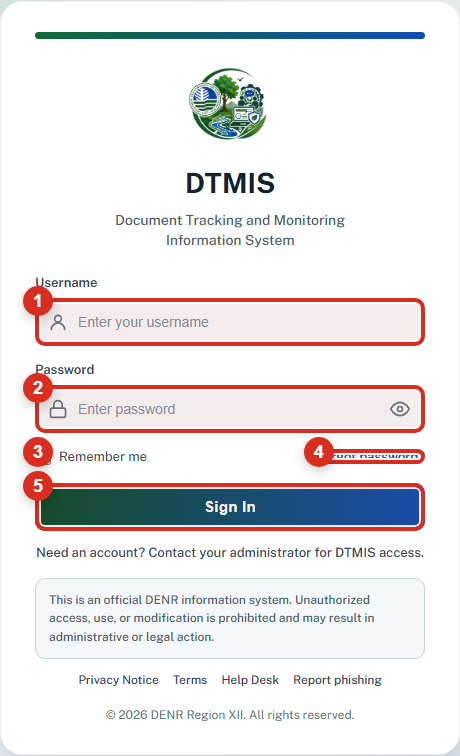 DTMIS
Document Tracking and Monitoring
Information System
Username
1
Enter your username
Password
2
Enter password
3 Remember me
4 password
5
Sign In
Need an account? Contact your administrator for DTMIS access.
This is an official DENR information system. Unauthorized
access, use, or modification is prohibited and may result in
administrative or legal action.
Privacy Notice Terms Help Desk Report phishing
© 2026 DENR Region XII. All rights reserved.